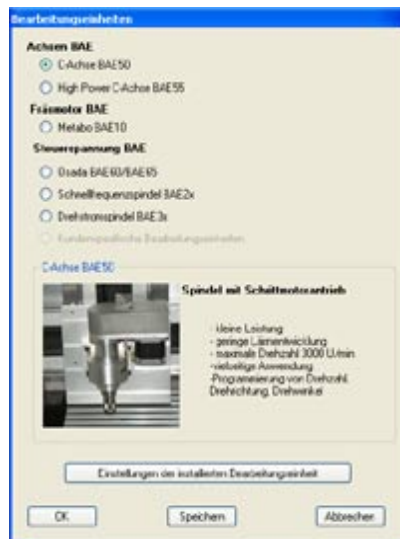 Bearbeitungseinheiten
Achsen BAE
C-Achse BAE50
High Power C-Achse BAE55
Fräsmotor BAE
Metabo BAE10
Steuerspannung BAE
Osada BAE60/BAE65
Schnellfrequenzspindel BAE2x
Drehstromspindel BAE3x
Kundenspezifische Bearbeitungseinheiten
C-Achse BAE50
Spindel mit Schrittmotorantrieb
- kleine Leistung
- geringe Lärmentwicklung
- maximale Drehzahl 3000 U/min
-vielseitige Anwendung
-Programmierung von Drehzahl,
Drehrichtung, Drehwinkel
Einstellungen der installierten Bearbeitungseinheit
OK
Speichern
Abbrechen